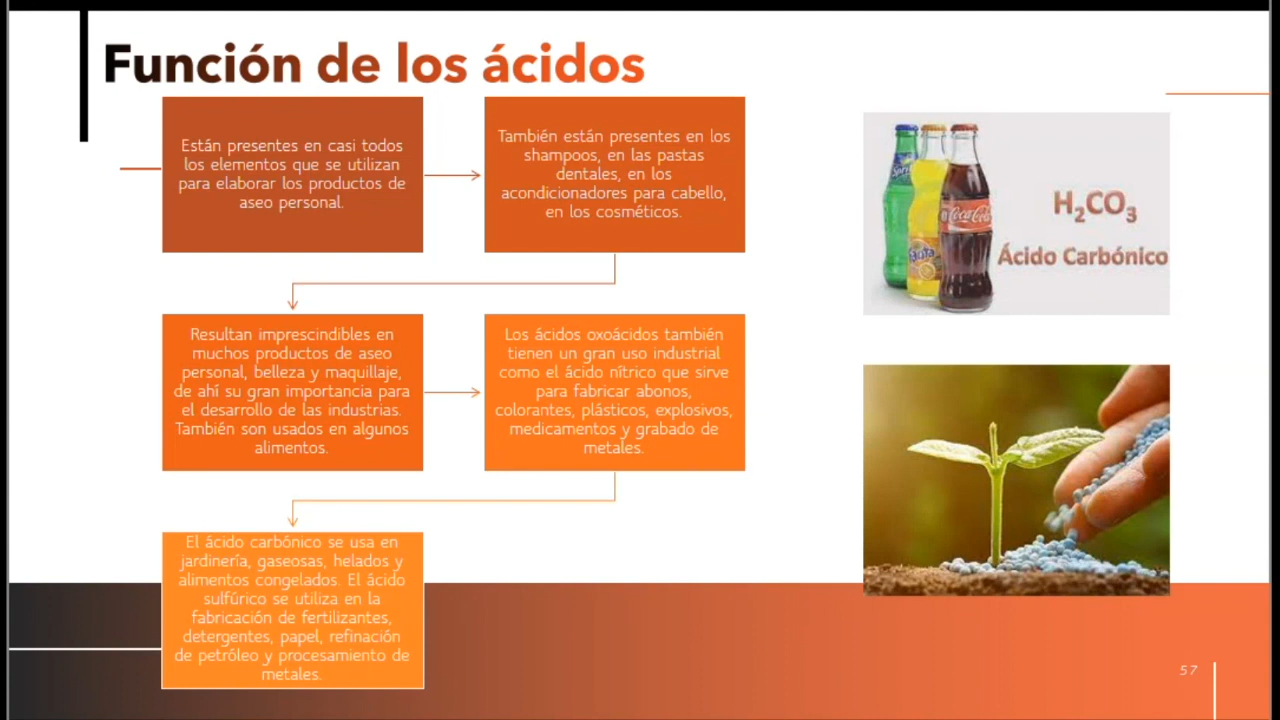 Función de los ácidos
Están presentes en casi todos
los elementos que se utilizan
para elaborar los productos de
aseo personal.
También están presentes en los
shampoos, en las pastas
dentales, en los
acondicionadores para cabello,
en los cosméticos.
Resultan imprescindibles en
muchos productos de aseo
personal, belleza y maquillaje,
de ahí su gran importancia para
el desarrollo de las industrias.
También son usados en algunos
alimentos.
Los ácidos oxoácidos también
tienen un gran uso industrial
como el ácido nítrico que sirve
para fabricar abonos,
colorantes, plásticos, explosivos,
medicamentos y grabado de
metales.
El ácido carbónico se usa en
jardinería, gaseosas, helados y
alimentos congelados. El ácido
sulfúrico se utiliza en la
fabricación de fertilizantes,
detergentes, papel, refinación
de petróleo y procesamiento de
metales.
Coca-Cola
H₂CO₃
Ácido Carbónico
57